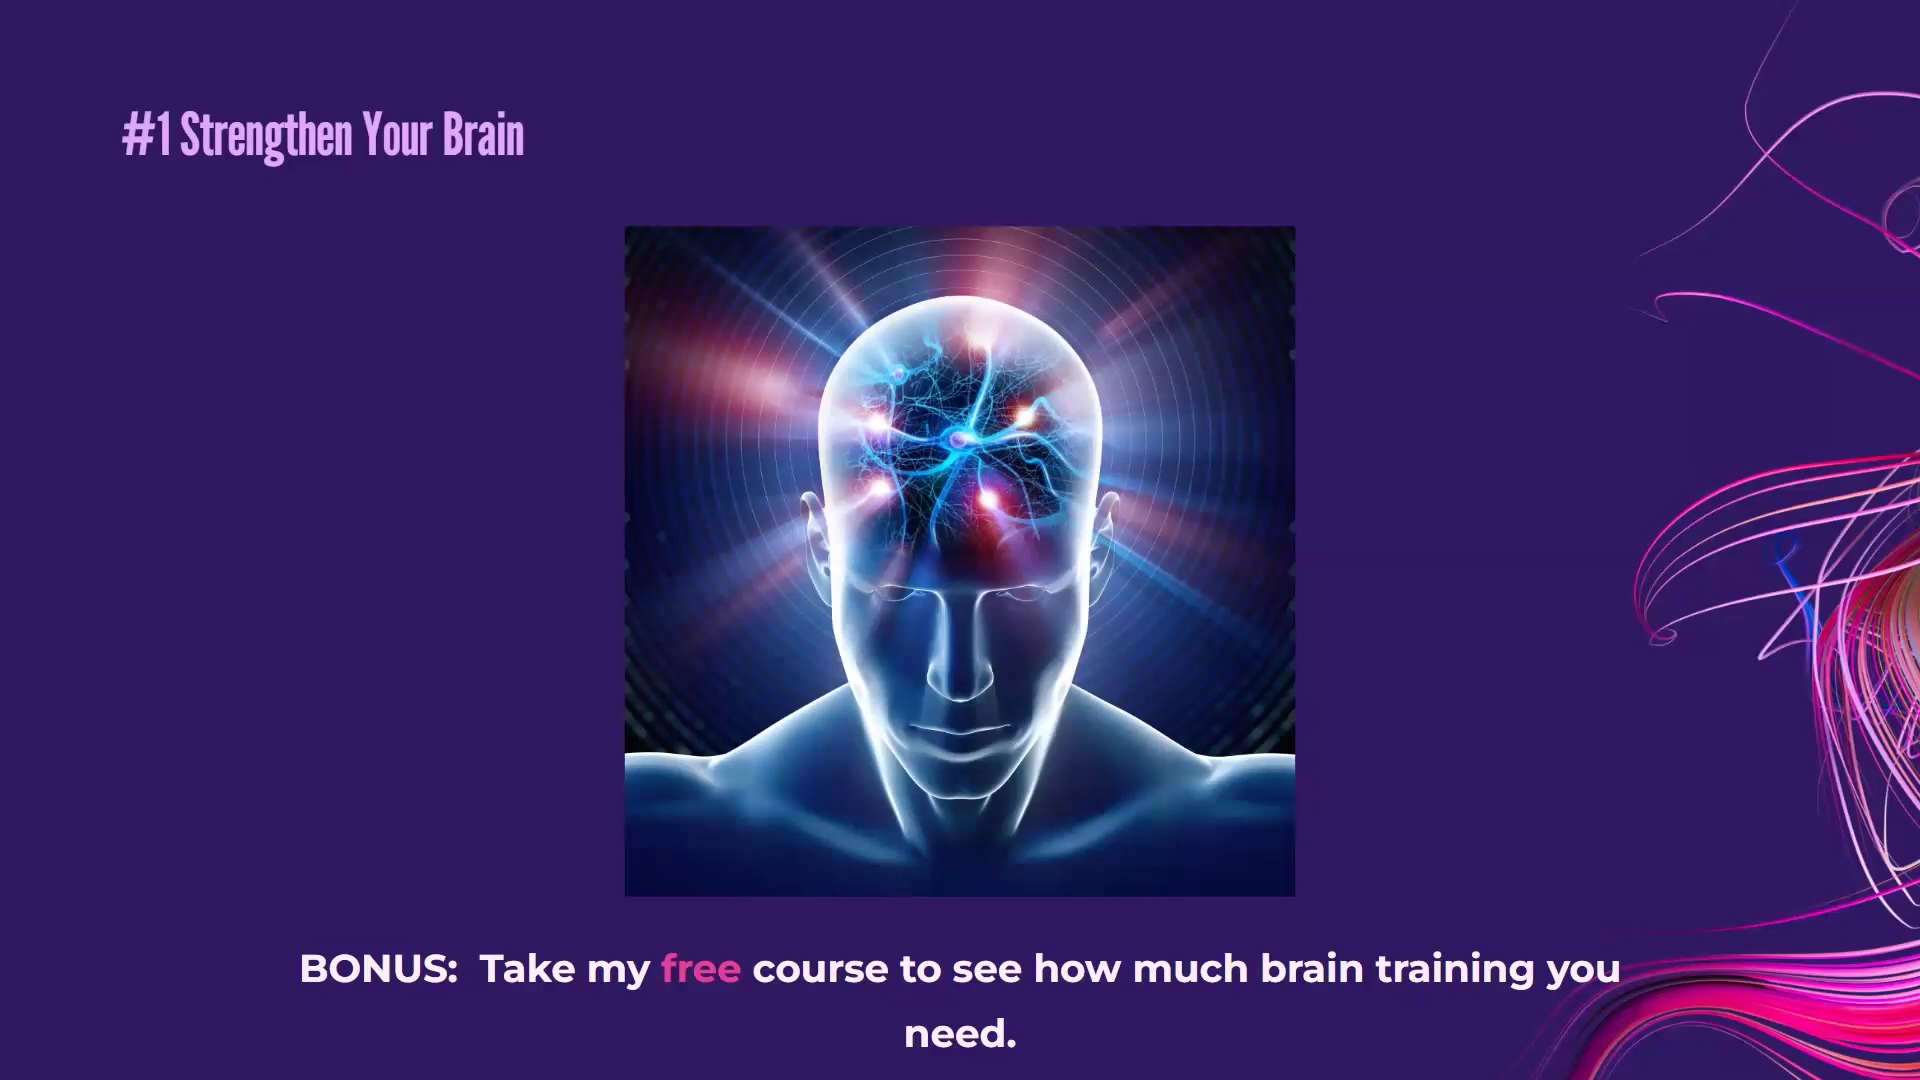 #1 Strengthen Your Brain
BONUS:  Take my free course to see how much brain training you
need.